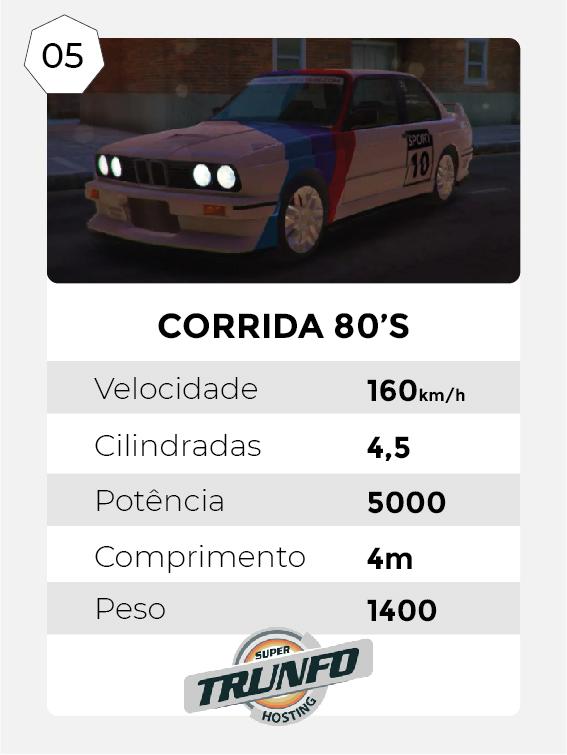 05
SPORT
10
CORRIDA 80’S
Velocidade 160km/h
Cilindradas 4,5
Potência 5000
Comprimento 4m
Peso 1400
SUPER
TRUNFO
HOSTING